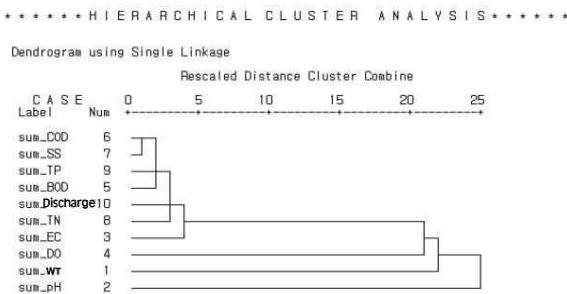 * * * * * * H I E R A R C H I C A L  C L U S T E R  A N A L Y S I S * * * * * *
Dendrogram using Single Linkage
Rescaled Distance Cluster Combine
C A S E 0 5 10 15 20 25
Label Num
sum_COD 6
sum_SS 7
sum_TP 9
sum_BOD 5
sum_Discharge 10
sum_TN 8
sum_EC 3
sum_DO 4
sum_WT 1
sum_pH 2